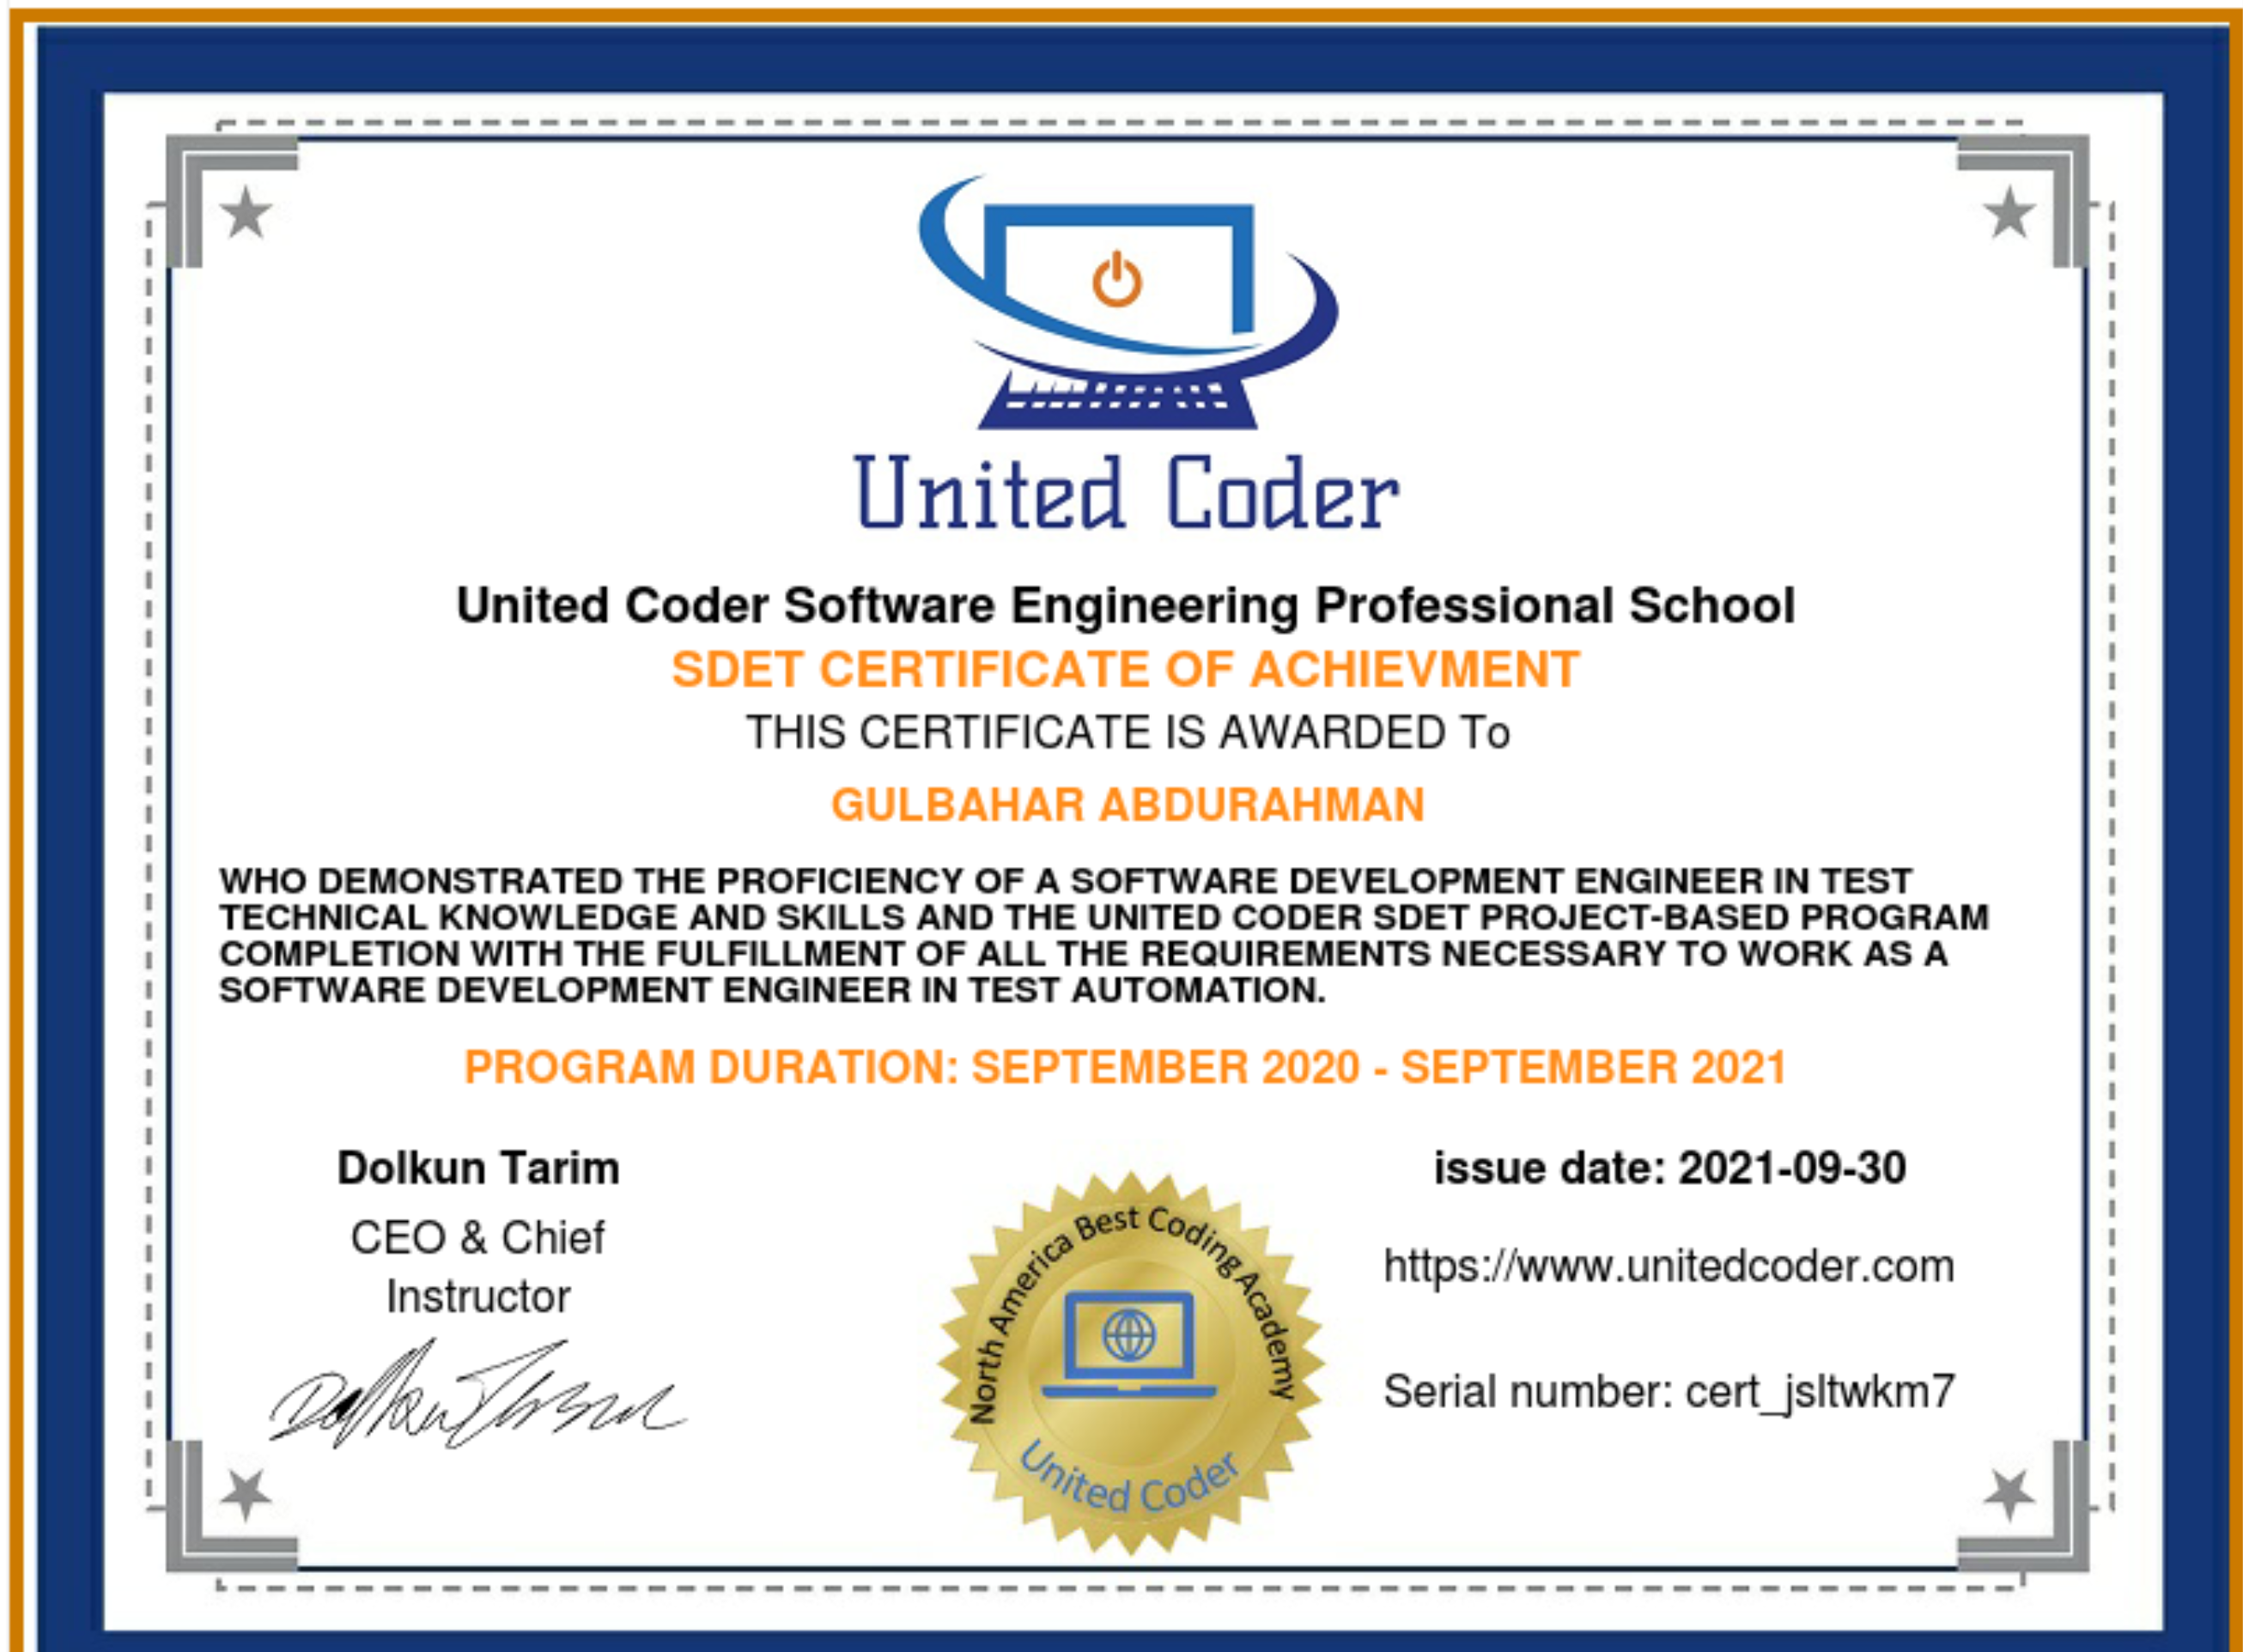 United Coder
United Coder Software Engineering Professional School
SDET CERTIFICATE OF ACHIEVMENT
THIS CERTIFICATE IS AWARDED To
GULBAHAR ABDURAHMAN
WHO DEMONSTRATED THE PROFICIENCY OF A SOFTWARE DEVELOPMENT ENGINEER IN TEST
TECHNICAL KNOWLEDGE AND SKILLS AND THE UNITED CODER SDET PROJECT-BASED PROGRAM
COMPLETION WITH THE FULFILLMENT OF ALL THE REQUIREMENTS NECESSARY TO WORK AS A
SOFTWARE DEVELOPMENT ENGINEER IN TEST AUTOMATION.
PROGRAM DURATION: SEPTEMBER 2020 - SEPTEMBER 2021
Dolkun Tarim
CEO & Chief
Instructor
North America Best Coding Academy
United Coder
issue date: 2021-09-30
https://www.unitedcoder.com
Serial number: cert_jsltwkm7